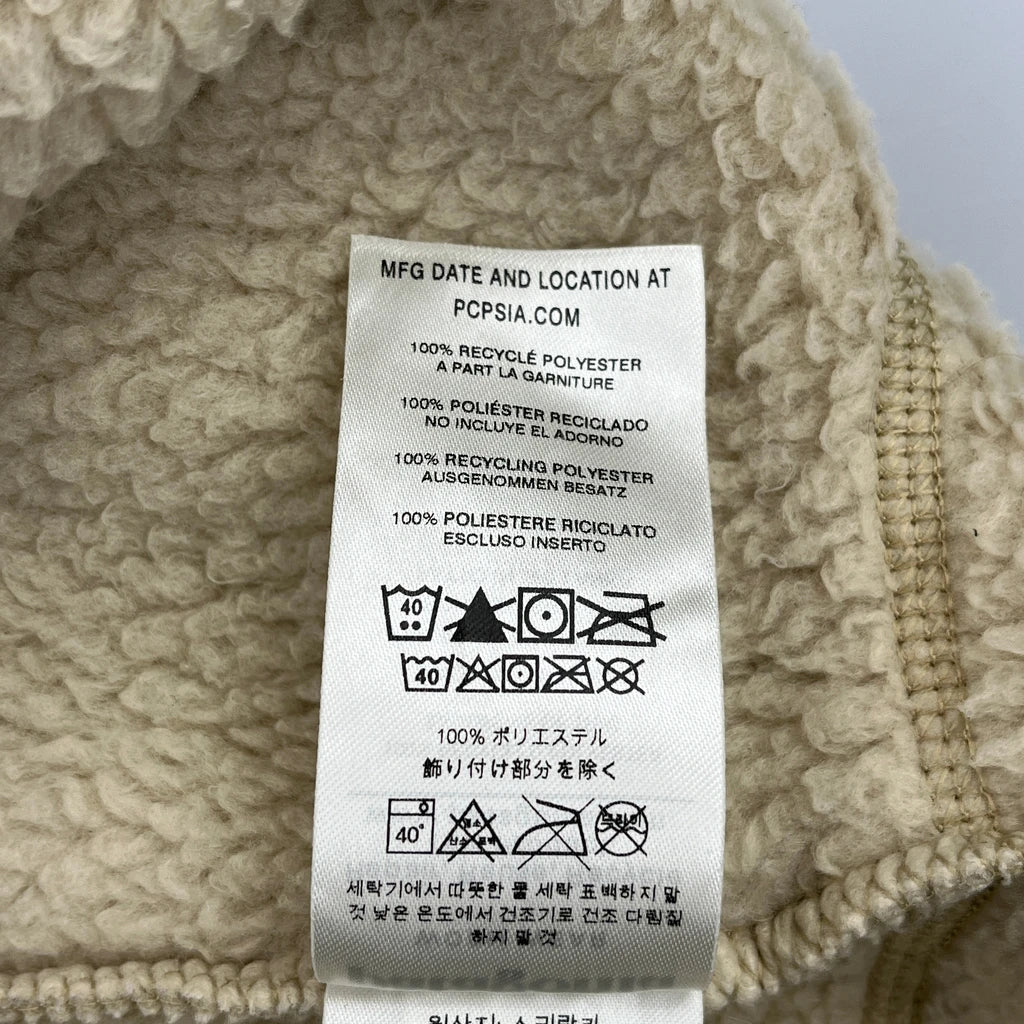 MFG DATE AND LOCATION AT
PCPSIA.COM
100% RECYCLÉ POLYESTER
A PART LA GARNITURE
100% POLIÉSTER RECICLADO
NO INCLUYE EL ADORNO
100% RECYCLING POLYESTER
AUSGENOMMEN BESATZ
100% POLIESTERE RICICLATO
ESCLUSO INSERTO
40
40
100% ポリエステル
飾り付け部分を除く
40°
드라이
세탁기에서 따뜻한 물 세탁 표백하지 말
것 낮은 온도에서 건조기로 건조 다림질
하지 말 것